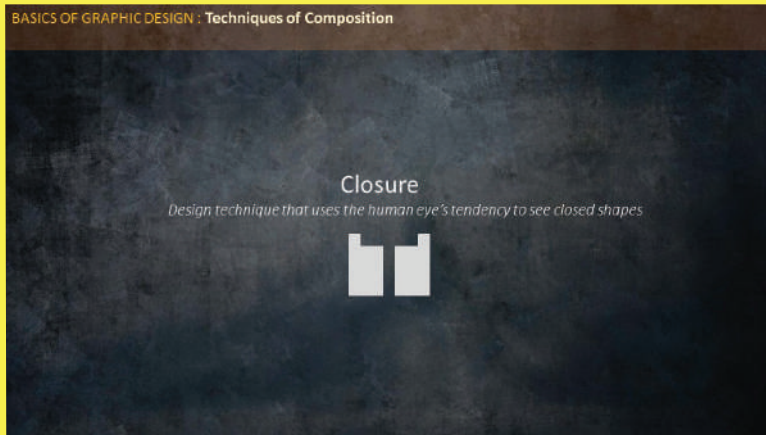 BASICS OF GRAPHIC DESIGN : Techniques of Composition
Closure
Design technique that uses the human eye's tendency to see closed shapes